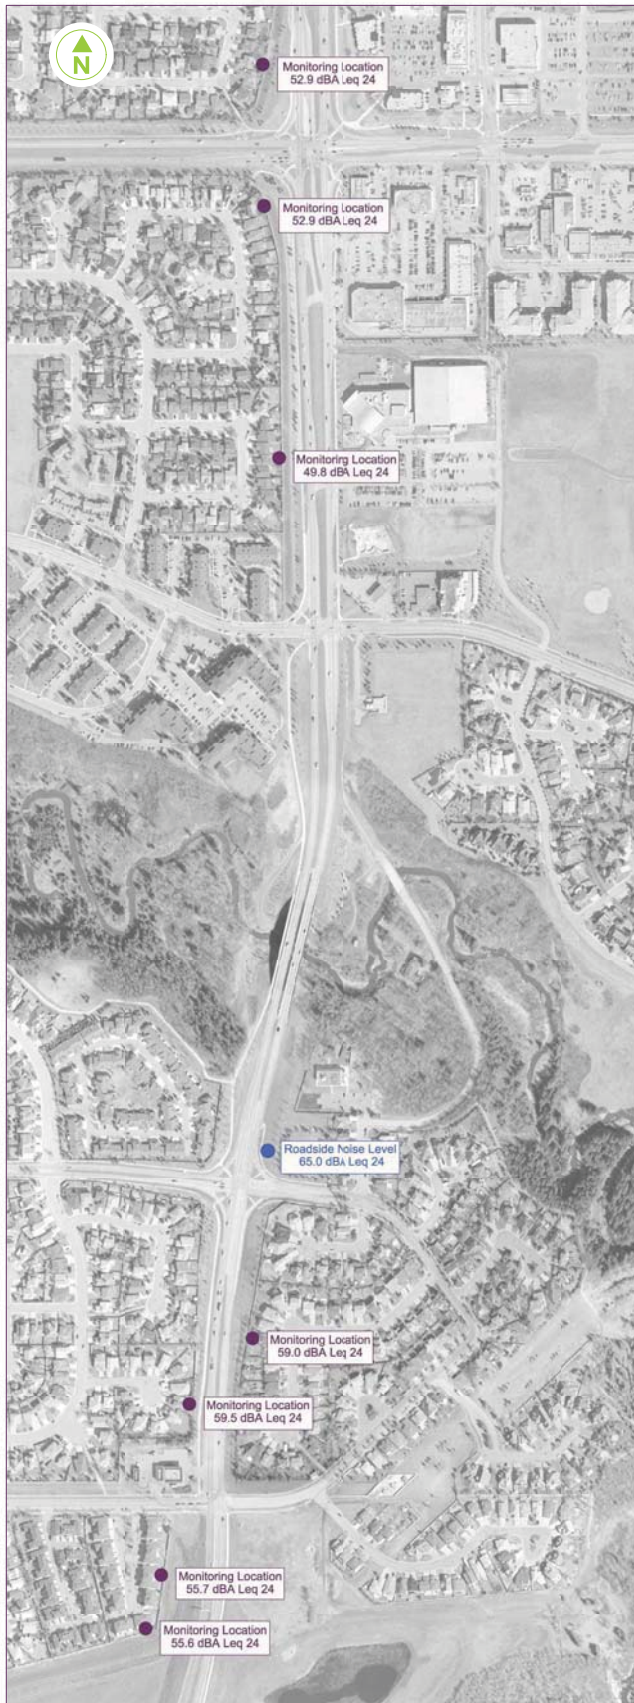 N
Monitoring Location
52.9 dBA Leq 24
Monitoring Location
52.9 dBA Leq 24
Monitoring Location
49.8 dBA Leq 24
Roadside Noise Level
65.0 dBA Leq 24
Monitoring Location
59.0 dBA Leq 24
Monitoring Location
59.5 dBA Leq 24
Monitoring Location
55.7 dBA Leq 24
Monitoring Location
55.6 dBA Leq 24